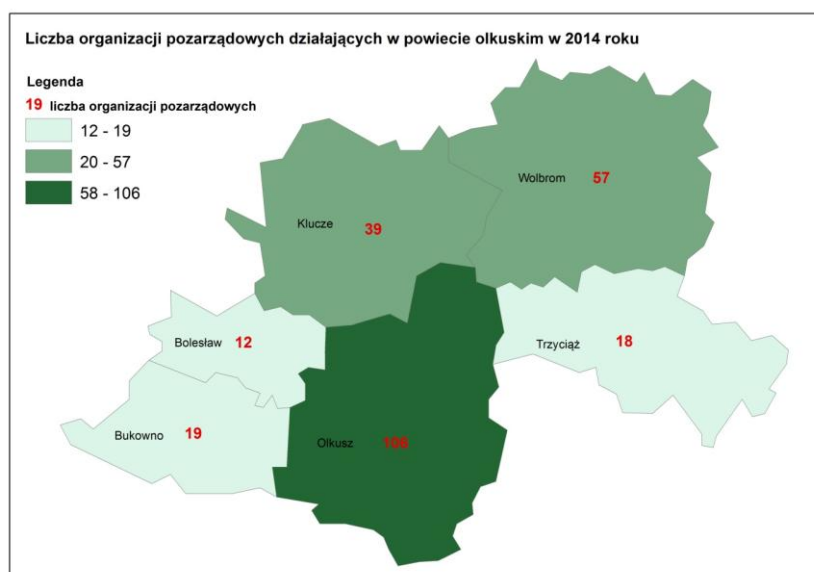 Liczba organizacji pozarządowych działających w powiecie olkuskim w 2014 roku
Legenda
19 liczba organizacji pozarządowych
12 - 19
20 - 57
58 - 106
Wolbrom 57
Klucze 39
Bolesław 12
Trzyciąż 18
Bukowno 19
Olkusz 106